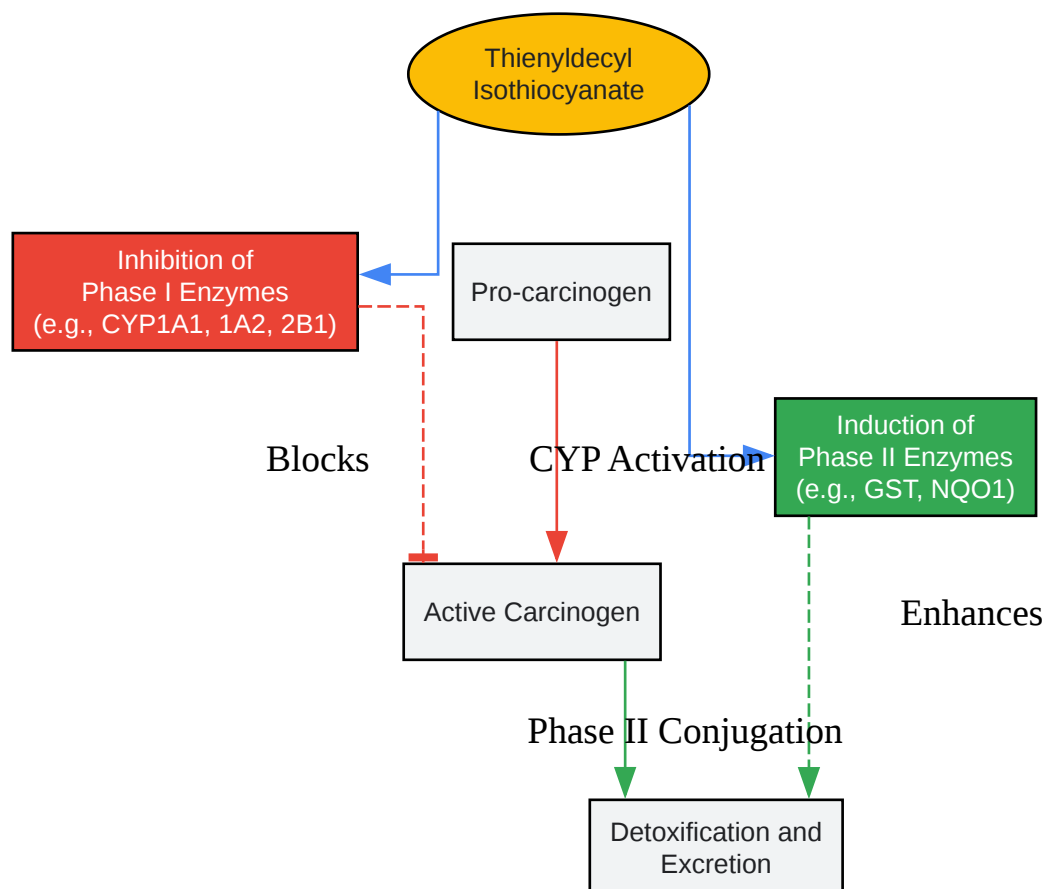 Thienyldecyl
Isothiocyanate
Inhibition of
Phase I Enzymes
(e.g., CYP1A1, 1A2, 2B1)
Pro-carcinogen
Induction of
Phase II Enzymes
(e.g., GST, NQO1)
Blocks
CYP Activation
Active Carcinogen
Enhances
Phase II Conjugation
Detoxification and
Excretion